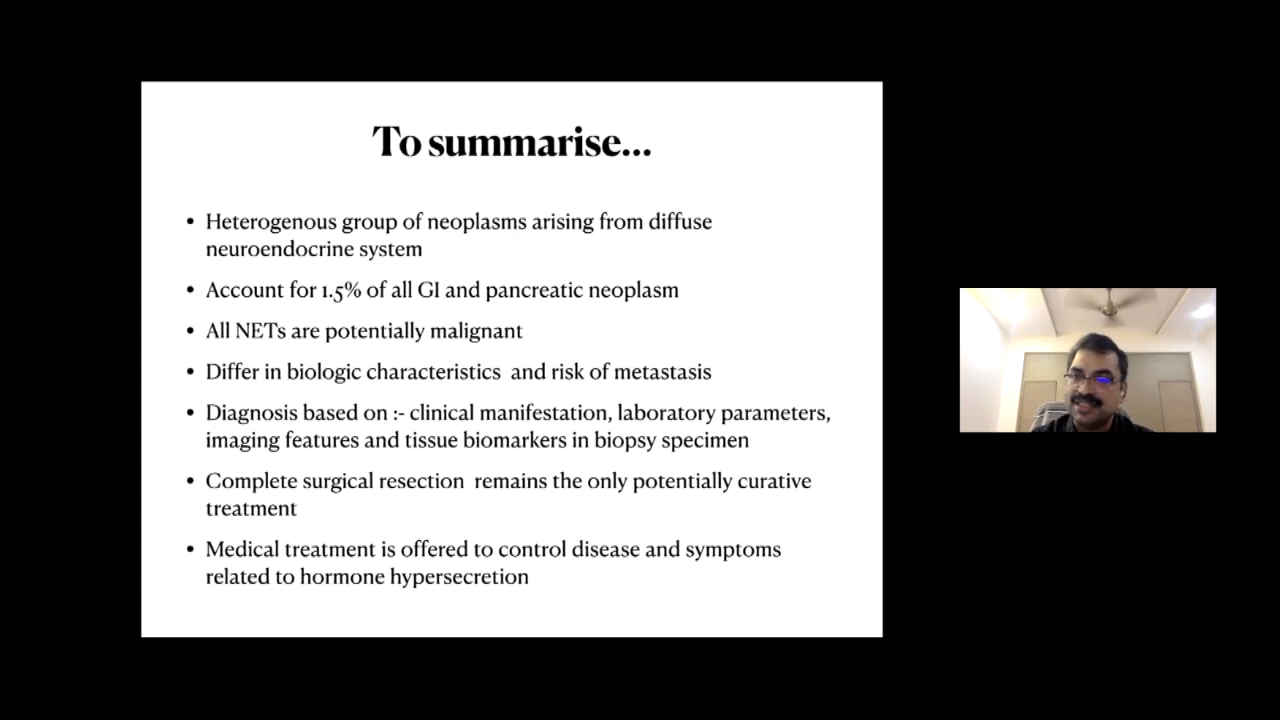 To summarise...
• Heterogenous group of neoplasms arising from diffuse
neuroendocrine system
• Account for 1.5% of all GI and pancreatic neoplasm
• All NETs are potentially malignant
• Differ in biologic characteristics  and risk of metastasis
• Diagnosis based on :- clinical manifestation, laboratory parameters,
imaging features and tissue biomarkers in biopsy specimen
• Complete surgical resection  remains the only potentially curative
treatment
• Medical treatment is offered to control disease and symptoms
related to hormone hypersecretion